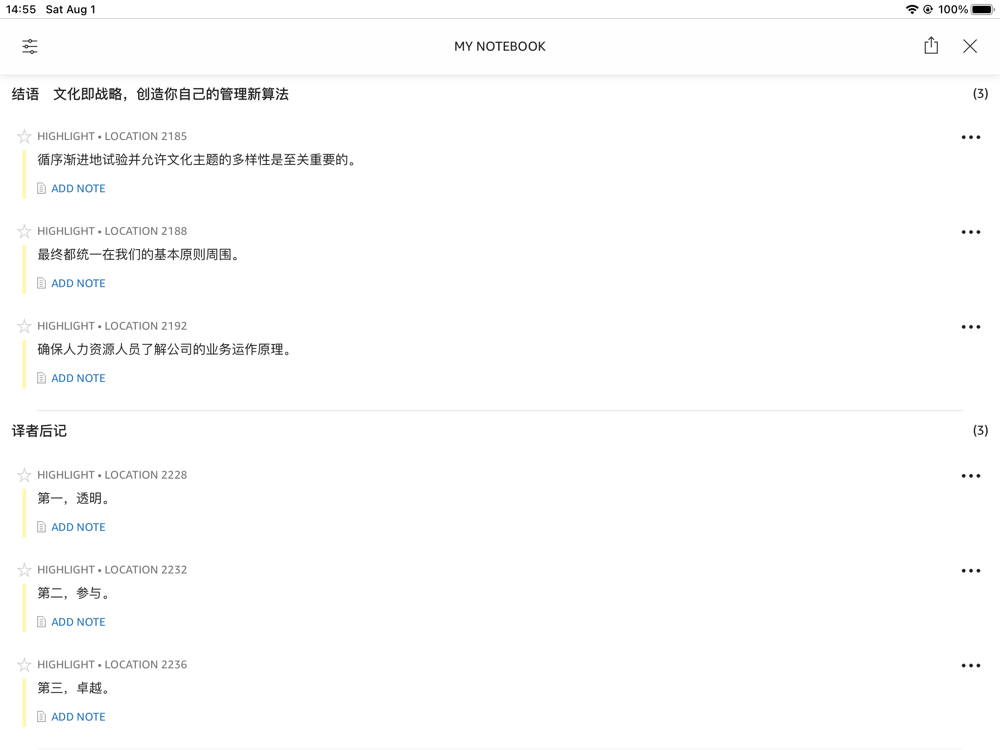 14:55 Sat Aug 1 100%
MY NOTEBOOK
结语 文化即战略，创造你自己的管理新算法 (3)
HIGHLIGHT • LOCATION 2185
循序渐进地试验并允许文化主题的多样性是至关重要的。
ADD NOTE
HIGHLIGHT • LOCATION 2188
最终都统一在我们的基本原则周围。
ADD NOTE
HIGHLIGHT • LOCATION 2192
确保人力资源人员了解公司的业务运作原理。
ADD NOTE
译者后记 (3)
HIGHLIGHT • LOCATION 2228
第一，透明。
ADD NOTE
HIGHLIGHT • LOCATION 2232
第二，参与。
ADD NOTE
HIGHLIGHT • LOCATION 2236
第三，卓越。
ADD NOTE